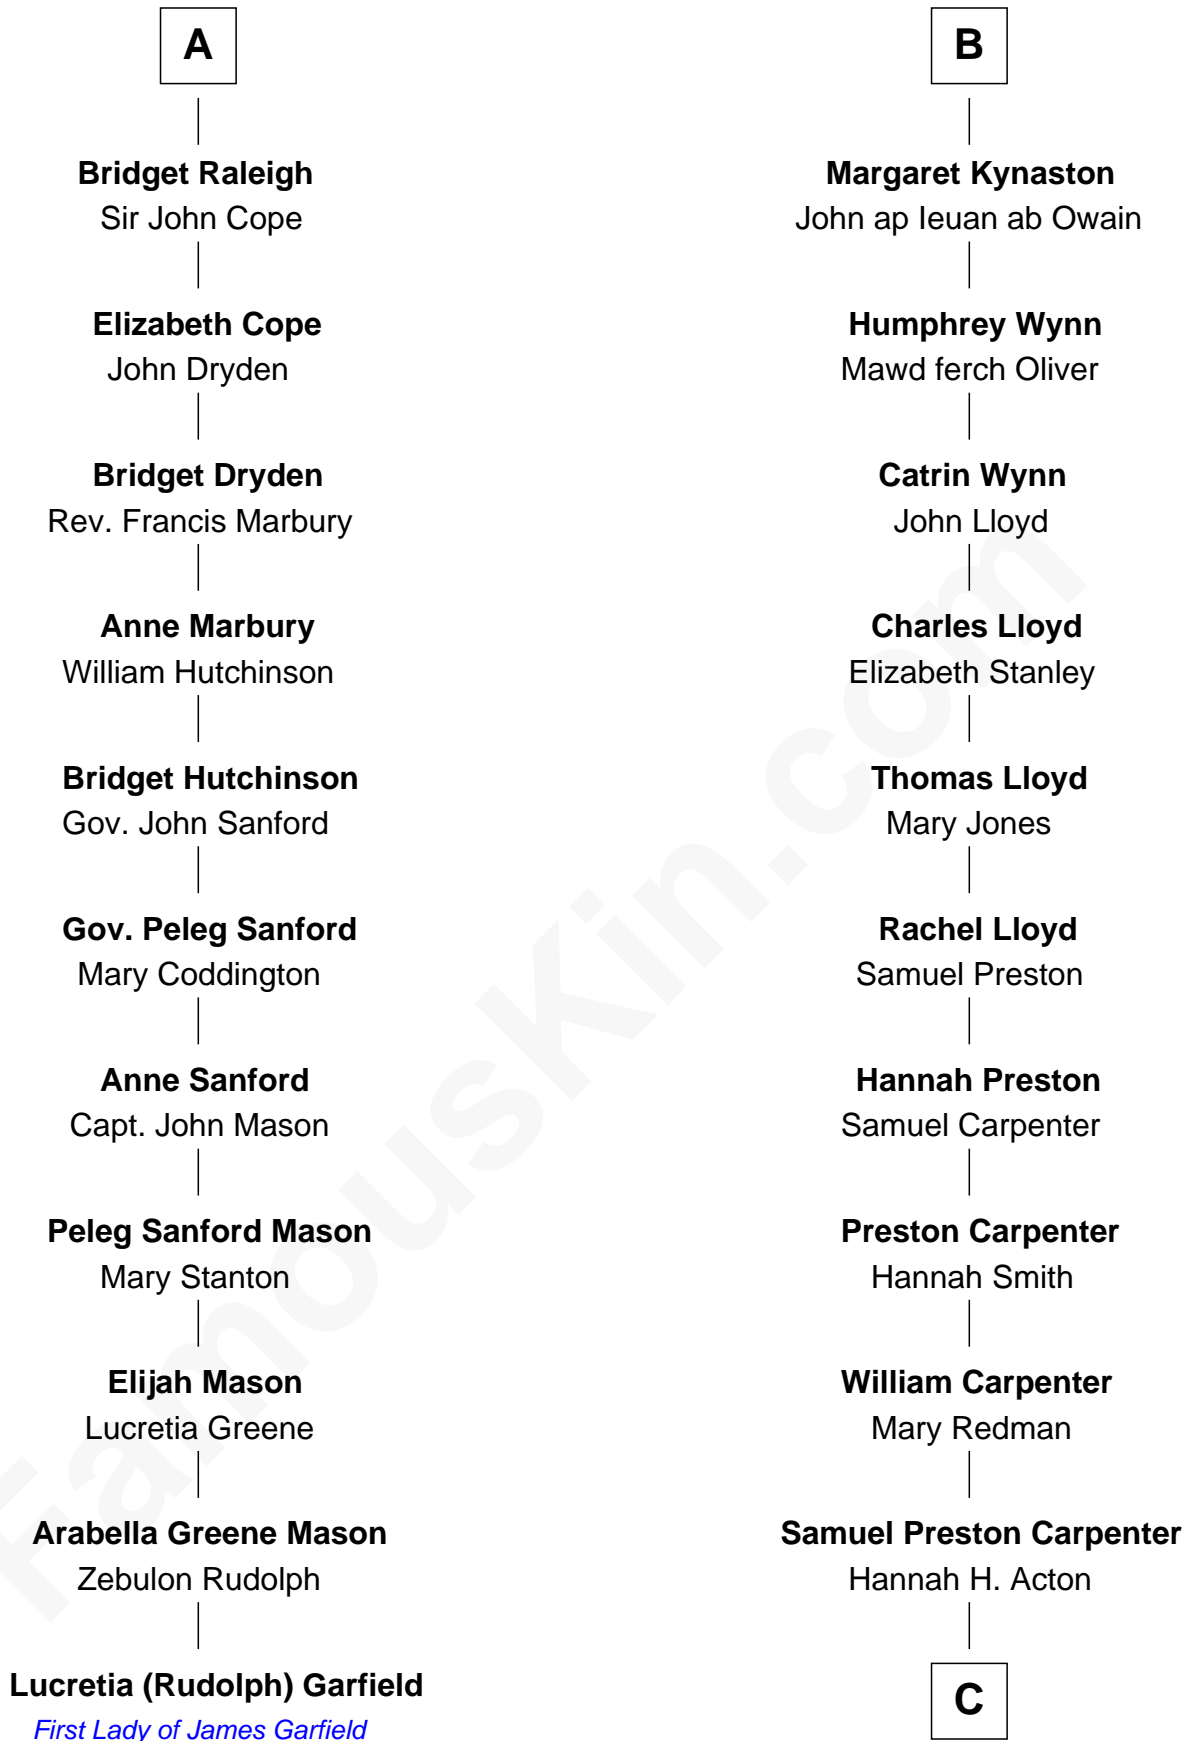 A
Bridget Raleigh
Sir John Cope
Elizabeth Cope
John Dryden
Bridget Dryden
Rev. Francis Marbury
Anne Marbury
William Hutchinson
Bridget Hutchinson
Gov. John Sanford
Gov. Peleg Sanford
Mary Coddington
Anne Sanford
Capt. John Mason
Peleg Sanford Mason
Mary Stanton
Elijah Mason
Lucretia Greene
Arabella Greene Mason
Zebulon Rudolph
Lucretia (Rudolph) Garfield
First Lady of James Garfield
B
Margaret Kynaston
John ap Ieuan ab Owain
Humphrey Wynn
Mawd ferch Oliver
Catrin Wynn
John Lloyd
Charles Lloyd
Elizabeth Stanley
Thomas Lloyd
Mary Jones
Rachel Lloyd
Samuel Preston
Hannah Preston
Samuel Carpenter
Preston Carpenter
Hannah Smith
William Carpenter
Mary Redman
Samuel Preston Carpenter
Hannah H. Acton
C
FamousKin.com